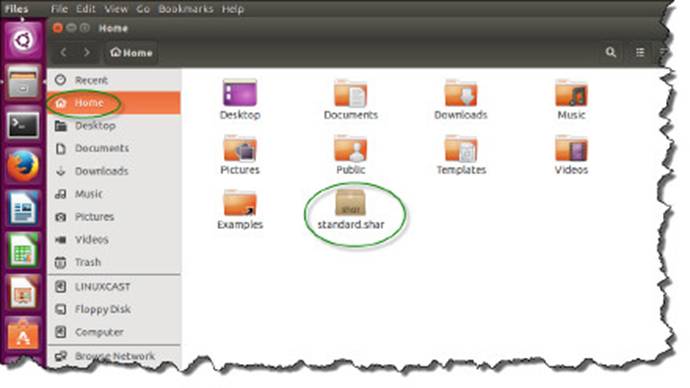 Files File Edit View Go Bookmarks Help
Home
Home
Recent
Home
Desktop
Documents
Downloads
Music
Pictures
Videos
Trash
LINUXCAST
Floppy Disk
Computer
Browse Network
Desktop Documents Downloads Music
Pictures Public Templates Videos
Examples standard.shar
shar